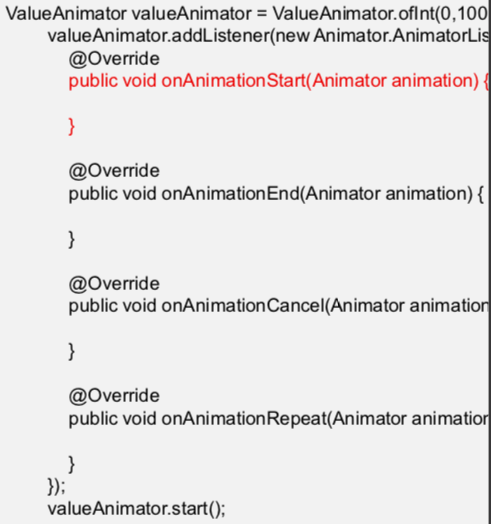 ValueAnimator valueAnimator = ValueAnimator.ofInt(0,100
valueAnimator.addListener(new Animator.AnimatorLis
@Override
public void onAnimationStart(Animator animation) {
}
@Override
public void onAnimationEnd(Animator animation) {
}
@Override
public void onAnimationCancel(Animator animation
}
@Override
public void onAnimationRepeat(Animator animation
}
});
valueAnimator.start();